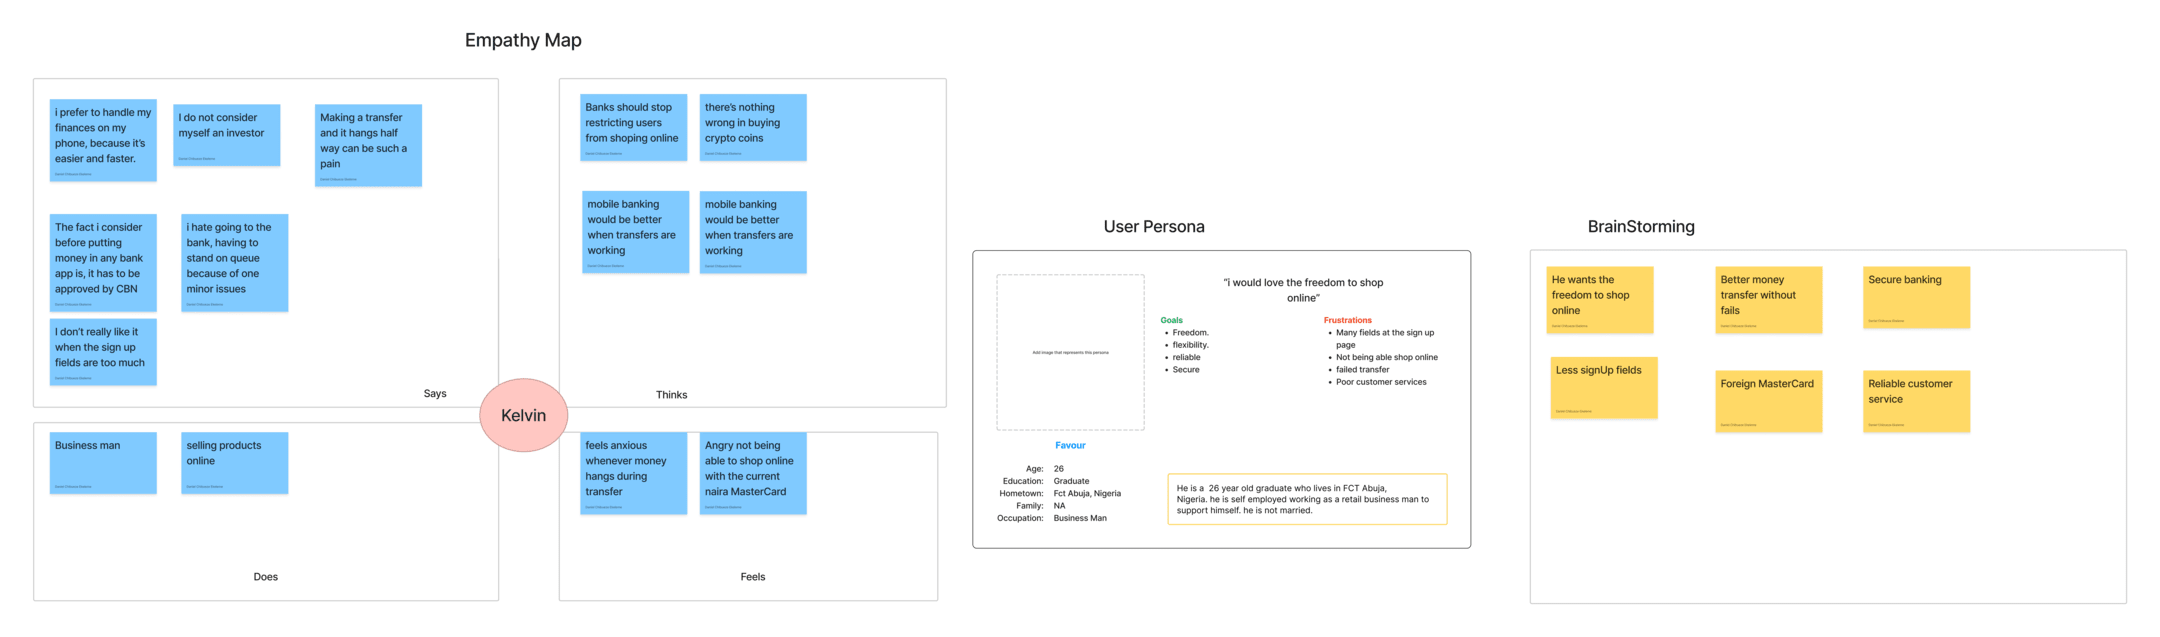 Empathy Map
i prefer to handle my
finances on my
phone, because it's
easier and faster.
I do not consider
myself an investor
Making a transfer
and it hangs half
way can be such a
pain
The fact i consider
before putting
money in any bank
app is, it has to be
approved by CBN
i hate going to the
bank, having to
stand on queue
because of one
minor issues
I don't really like it
when the sign up
fields are too much
Says
Banks should stop
restricting users
from shoping online
there's nothing
wrong in buying
crypto coins
mobile banking
would be better
when transfers are
working
mobile banking
would be better
when transfers are
working
Thinks
Kelvin
Business man
selling products
online
Does
feels anxious
whenever money
hangs during
transfer
Angry not being
able to shop online
with the current
naira MasterCard
Feels
User Persona
Add image that represents this persona
"i would love the freedom to shop
online"
Goals
• Freedom.
• flexibility.
• reliable
• Secure
Frustrations
• Many fields at the sign up
page
• Not being able shop online
• failed transfer
• Poor customer services
Favour
Age: 26
Education: Graduate
Hometown: Fct Abuja, Nigeria
Family: NA
Occupation: Business Man
He is a 26 year old graduate who lives in FCT Abuja,
Nigeria. he is self employed working as a retail business man to
support himself. he is not married.
BrainStorming
He wants the
freedom to shop
online
Better money
transfer without
fails
Secure banking
Less signUp fields
Foreign MasterCard
Reliable customer
service